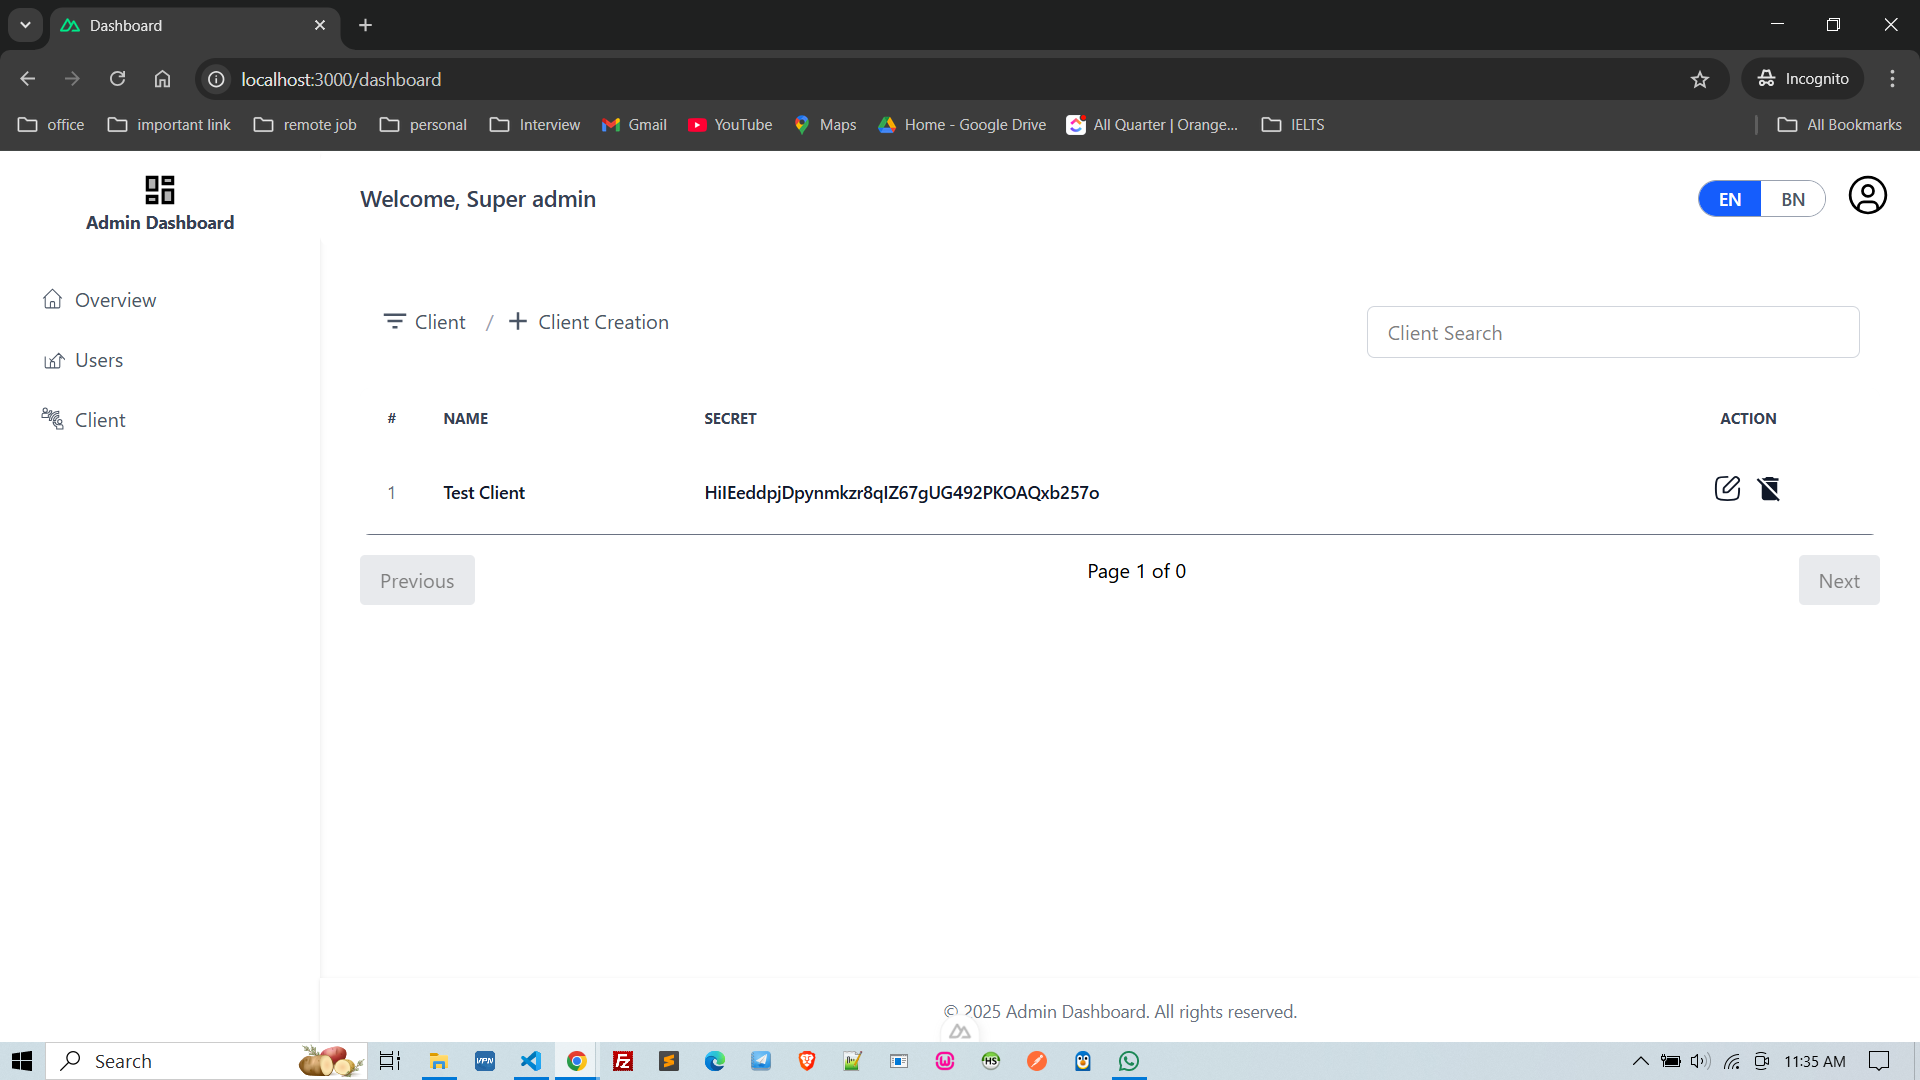 Dashboard
localhost:3000/dashboard
Incognito
office
important link
remote job
personal
Interview
Gmail
YouTube
Maps
Home - Google Drive
All Quarter | Orange...
IELTS
All Bookmarks
Admin Dashboard
Welcome, Super admin
EN
BN
Overview
Users
Client
Client / + Client Creation
Client Search
# NAME SECRET ACTION
1 Test Client HiIEeddpjDpynmkzr8qIZ67gUG492PKOAQxb257o
Previous
Page 1 of 0
Next
© 2025 Admin Dashboard. All rights reserved.
Search
VPN
11:35 AM